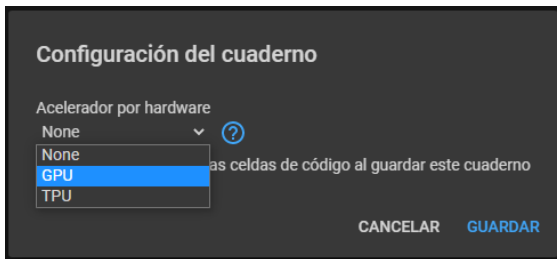 Configuración del cuaderno
Acelerador por hardware
None
None
as celdas de código al guardar este cuaderno
GPU
TPU
CANCELAR GUARDAR